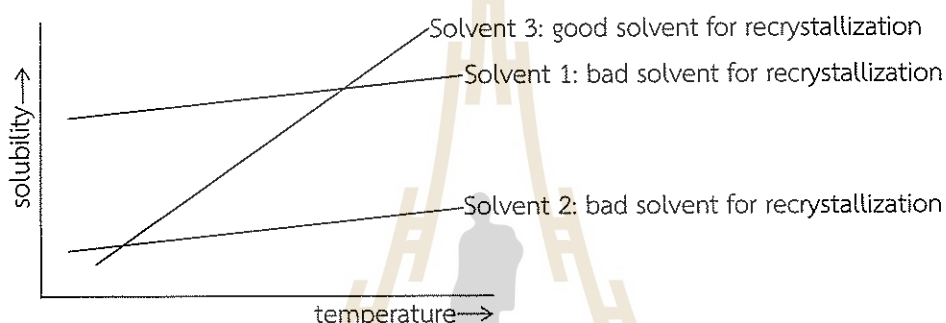 Solvent 3: good solvent for recrystallization
Solvent 1: bad solvent for recrystallization
solubility→
Solvent 2: bad solvent for recrystallization
temperature→